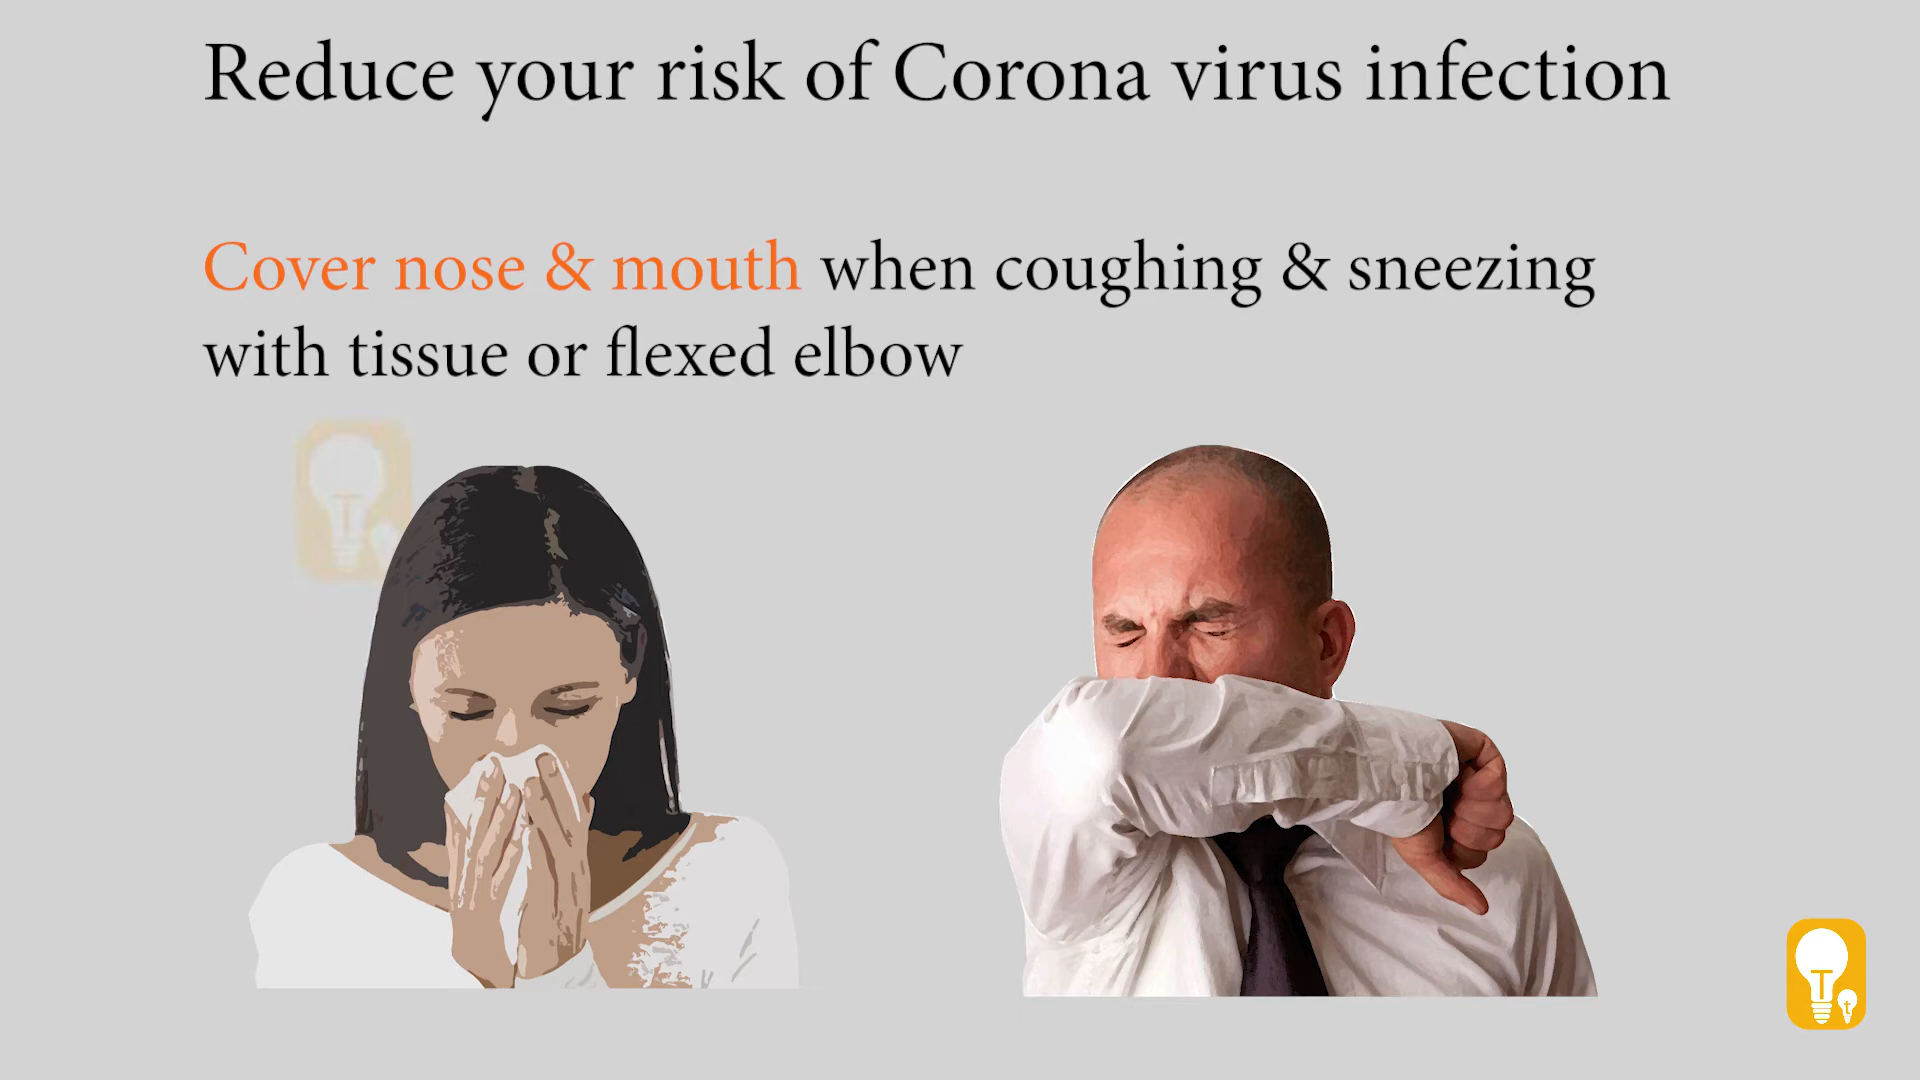 Reduce your risk of Corona virus infection
Cover nose & mouth when coughing & sneezing
with tissue or flexed elbow